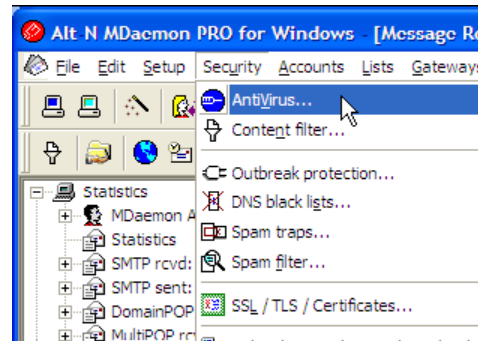 Alt-N MDaemon PRO for Windows - [Message Ro
File Edit Setup Security Accounts Lists Gateways
AntiVirus...
Content filter...
Outbreak protection...
DNS black lists...
Spam traps...
Spam filter...
SSL / TLS / Certificates...
Statistics
MDaemon A
Statistics
SMTP rcvd:
SMTP sent:
DomainPOP
MultiPOP rc